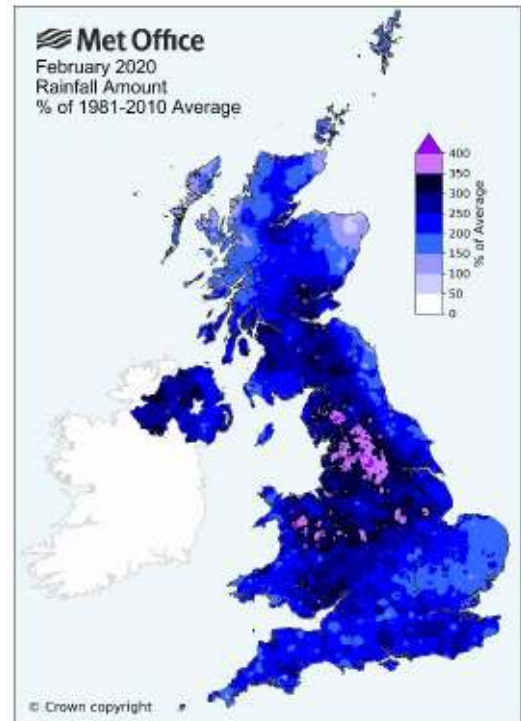 Met Office
February 2020
Rainfall Amount
% of 1981-2010 Average
400
350
300
250
200
150
100
50
0
% of Average
© Crown copyright
#